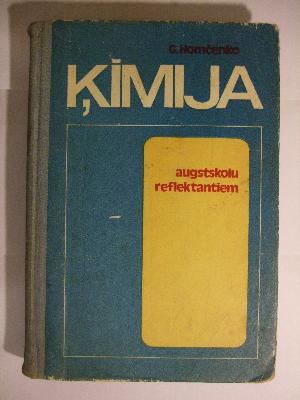 G. Homčenko
ĶĪMIJA
augstskolu
reflektantiem